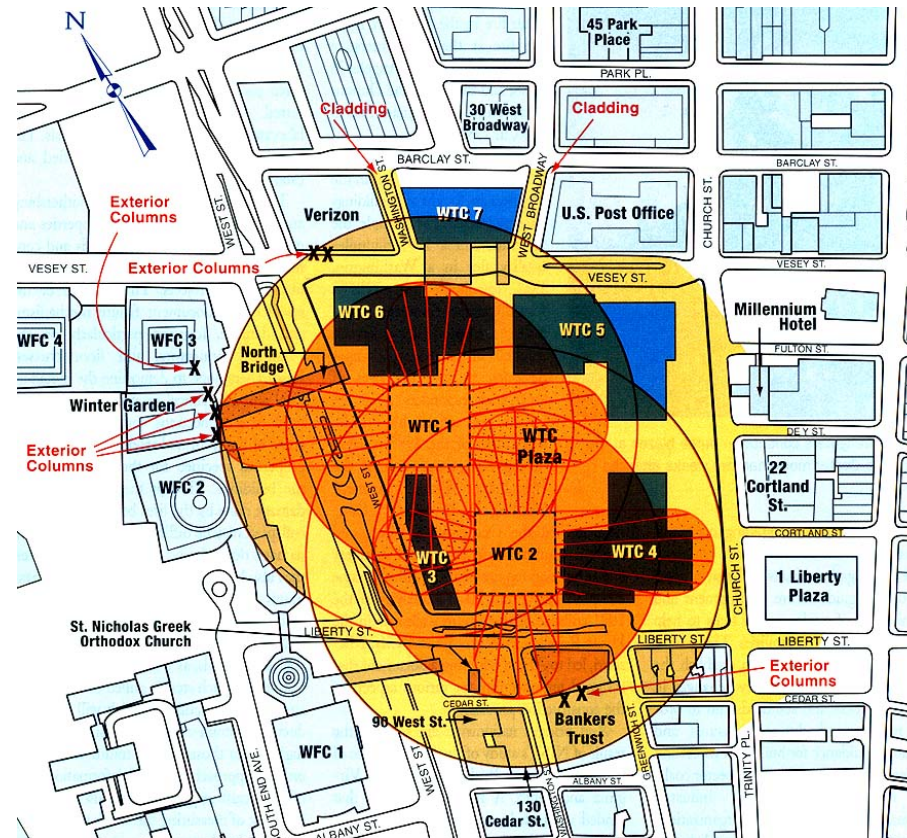 N
45 Park
Place
PARK PL.
Cladding
30 West
Broadway
Cladding
BARCLAY ST.
BARCLAY ST.
WASHINGTON ST.
WEST BROADWAY
CHURCH ST.
WEST ST.
Exterior
Columns
Verizon
WTC 7
U.S. Post Office
VESEY ST.
Exterior Columns
VESEY ST.
VESEY ST.
WFC 4
WFC 3
WTC 6
WTC 5
Millennium
Hotel
North
Bridge
FULTON ST.
Winter Garden
WTC 1
WTC
Plaza
DEY ST.
Exterior
Columns
WFC 2
WEST ST.
22
Cortland
St.
CORTLAND ST.
WTC
3
WTC 2
WTC 4
CHURCH ST.
1 Liberty
Plaza
St. Nicholas Greek
Orthodox Church
LIBERTY ST.
LIBERTY ST.
LIBERTY ST.
Exterior
Columns
CEDAR ST.
CEDAR ST.
90 West St.
Bankers
Trust
GREENWICH ST.
TRINITY PL.
WFC 1
SOUTH END AVE.
WEST ST.
ALBANY ST.
130
Cedar St.
WASHINGTON ST.
ALBANY ST.